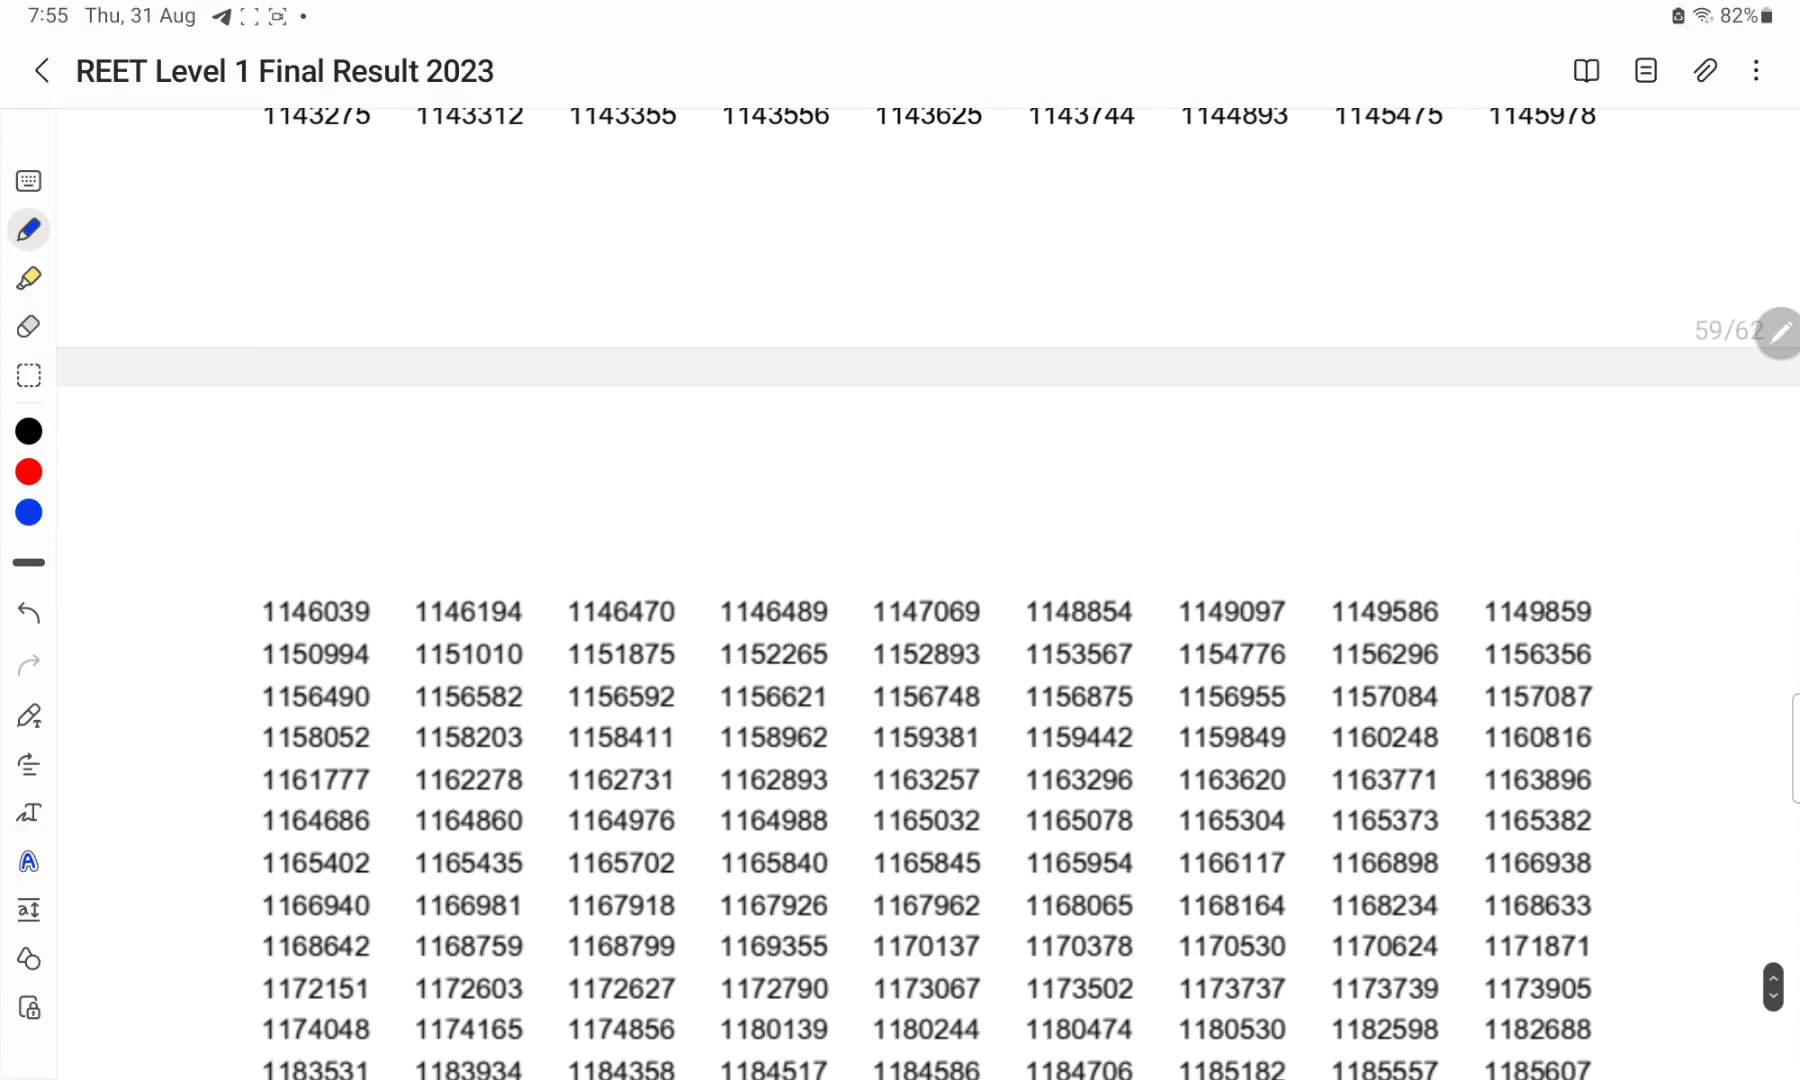 7:55 Thu, 31 Aug
82%
REET Level 1 Final Result 2023
1143275 1143312 1143355 1143556 1143625 1143744 1144893 1145475 1145978
59/62
1146039 1146194 1146470 1146489 1147069 1148854 1149097 1149586 1149859
1150994 1151010 1151875 1152265 1152893 1153567 1154776 1156296 1156356
1156490 1156582 1156592 1156621 1156748 1156875 1156955 1157084 1157087
1158052 1158203 1158411 1158962 1159381 1159442 1159849 1160248 1160816
1161777 1162278 1162731 1162893 1163257 1163296 1163620 1163771 1163896
1164686 1164860 1164976 1164988 1165032 1165078 1165304 1165373 1165382
1165402 1165435 1165702 1165840 1165845 1165954 1166117 1166898 1166938
1166940 1166981 1167918 1167926 1167962 1168065 1168164 1168234 1168633
1168642 1168759 1168799 1169355 1170137 1170378 1170530 1170624 1171871
1172151 1172603 1172627 1172790 1173067 1173502 1173737 1173739 1173905
1174048 1174165 1174856 1180139 1180244 1180474 1180530 1182598 1182688
1183531 1183934 1184358 1184517 1184586 1184706 1185182 1185557 1185607